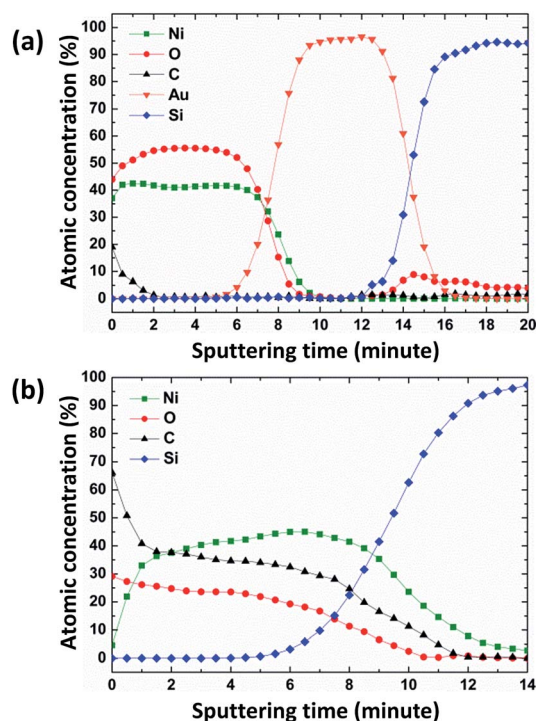 (a)
Atomic concentration (%)
100
90
80
70
60
50
40
30
20
10
0
Ni
O
C
Au
Si
0 2 4 6 8 10 12 14 16 18 20
Sputtering time (minute)
(b)
Atomic concentration (%)
100
90
80
70
60
50
40
30
20
10
0
Ni
O
C
Si
0 2 4 6 8 10 12 14
Sputtering time (minute)